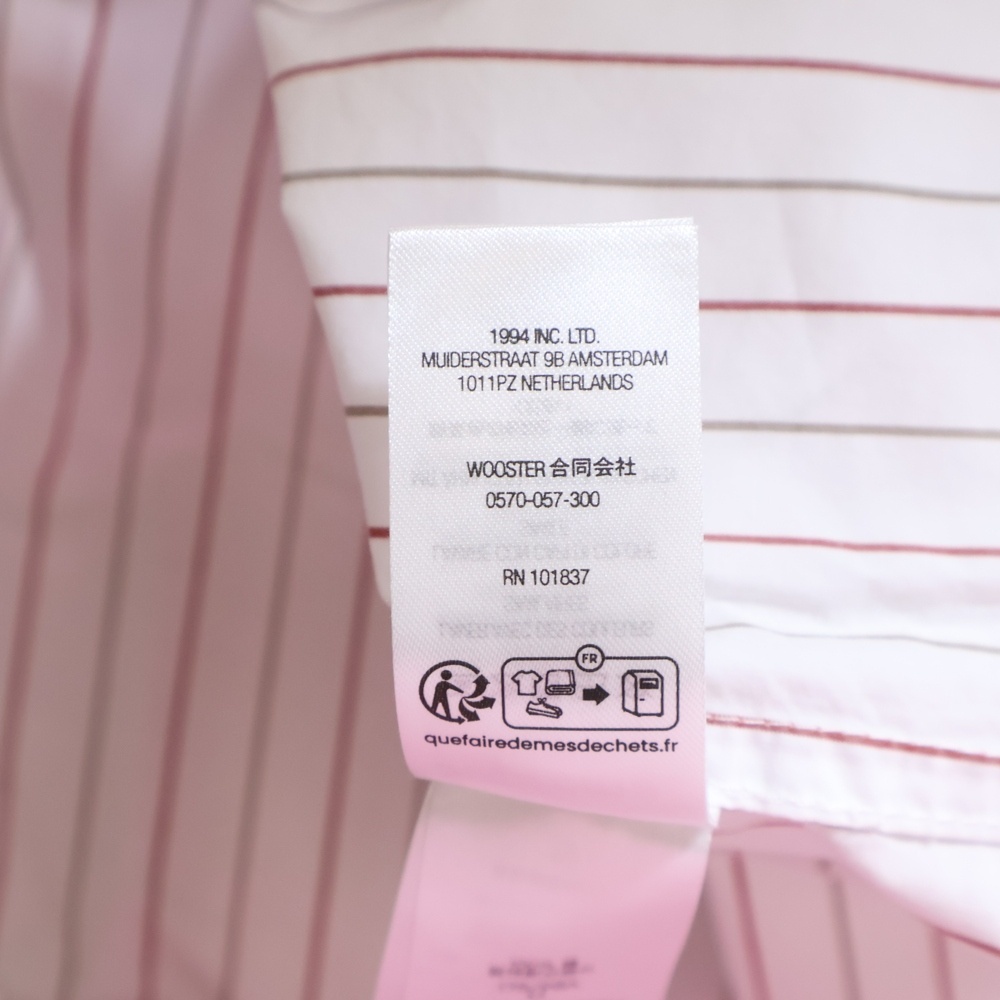 1994 INC. LTD.
MUIDERSTRAAT 9B AMSTERDAM
1011PZ NETHERLANDS
WOOSTER 合同会社
0570-057-300
RN 101837
FR
quefairedemesdechets.fr